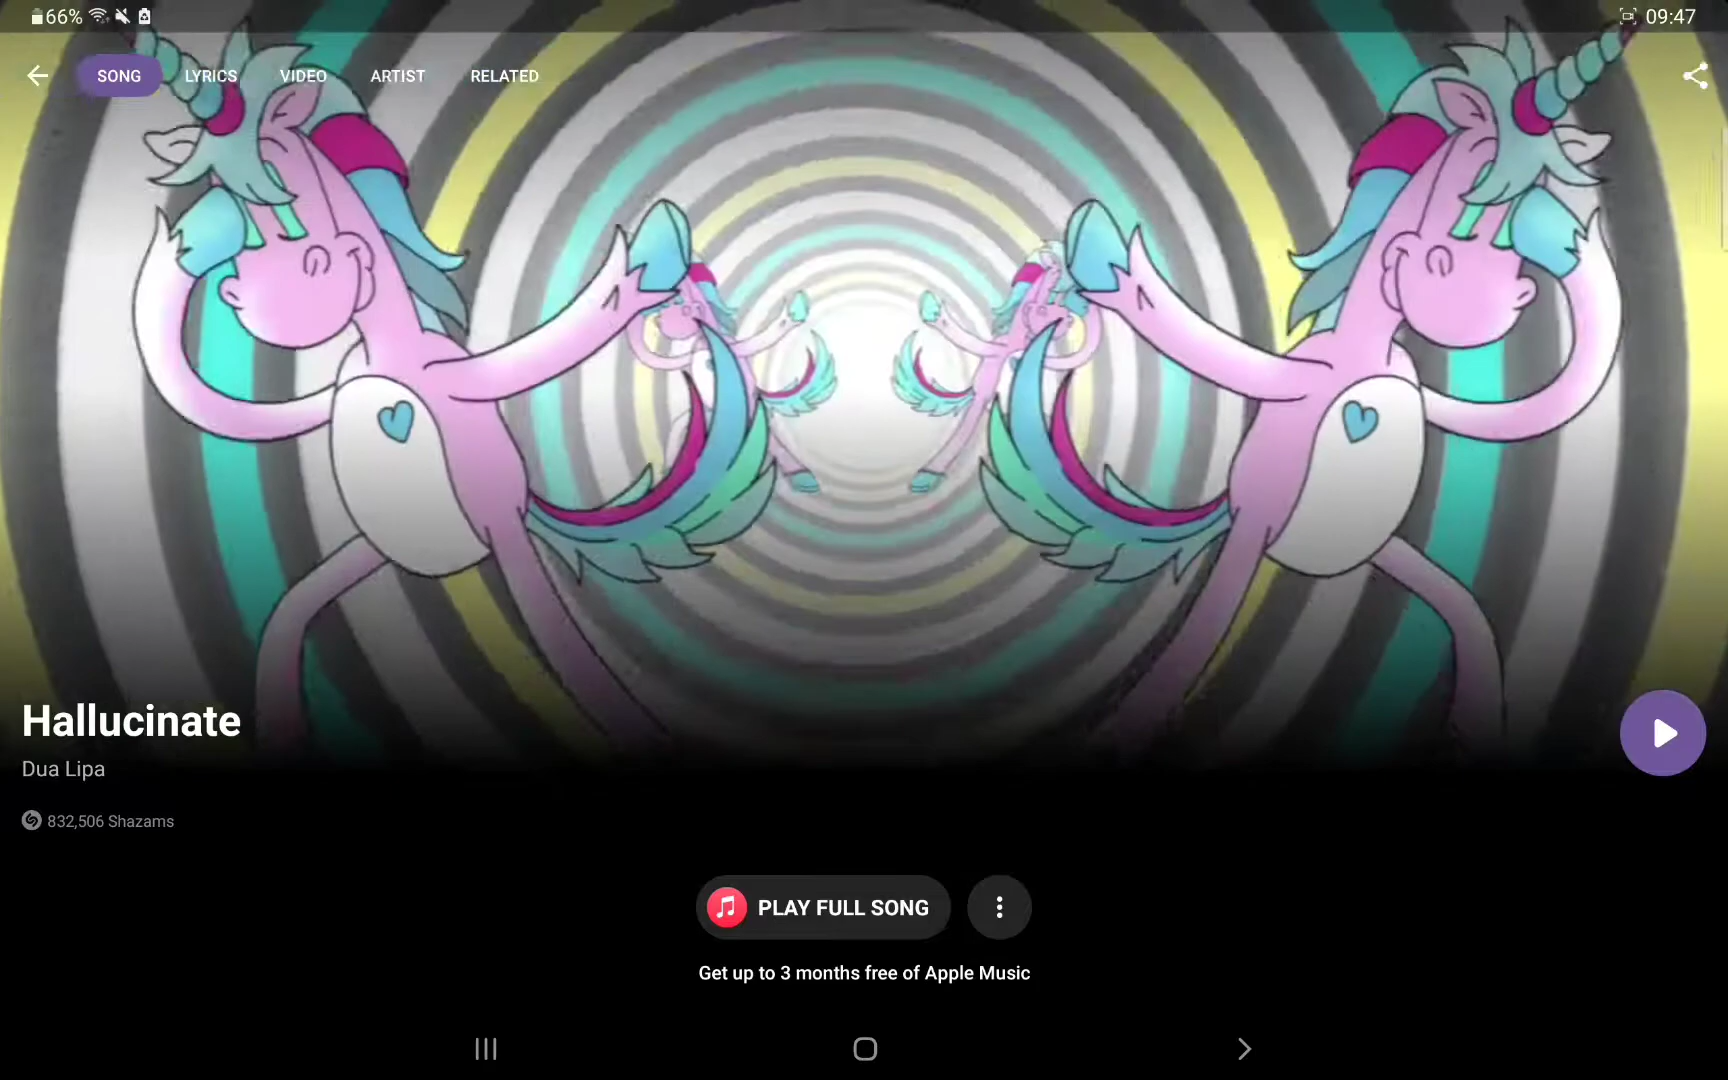 66%
09:47
SONG LYRICS VIDEO ARTIST RELATED
Hallucinate
Dua Lipa
832,506 Shazams
PLAY FULL SONG
Get up to 3 months free of Apple Music